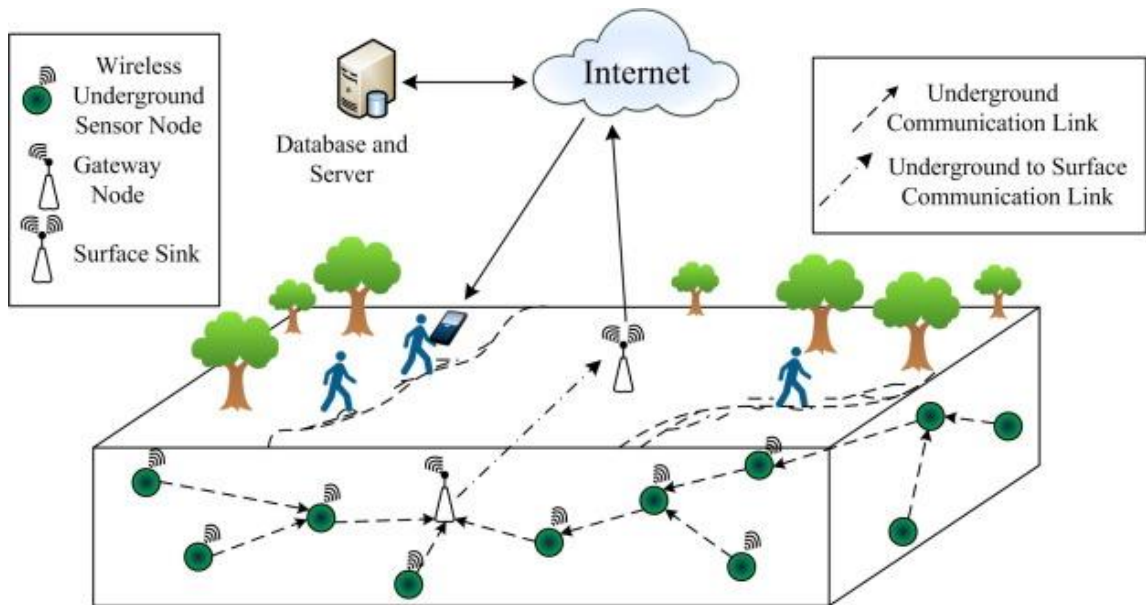 Wireless
Underground
Sensor Node
Gateway
Node
Surface Sink
Database and
Server
Internet
Underground
Communication Link
Underground to Surface
Communication Link